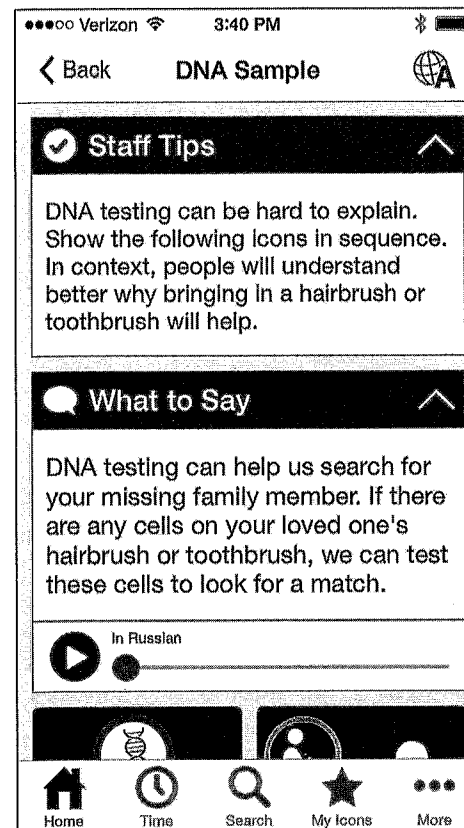 Verizon 3:40 PM
Back DNA Sample A
Staff Tips
DNA testing can be hard to explain.
Show the following icons in sequence.
In context, people will understand
better why bringing in a hairbrush or
toothbrush will help.
What to Say
DNA testing can help us search for
your missing family member. If there
are any cells on your loved one's
hairbrush or toothbrush, we can test
these cells to look for a match.
In Russian
Home Time Search My Icons More